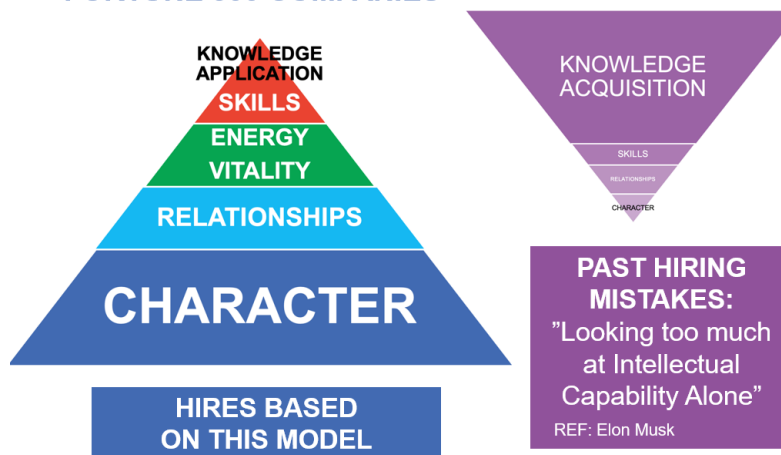 KNOWLEDGE
APPLICATION
SKILLS
ENERGY
VITALITY
RELATIONSHIPS
CHARACTER
HIRES BASED
ON THIS MODEL
KNOWLEDGE
ACQUISITION
SKILLS
RELATIONSHIPS
CHARACTER
PAST HIRING
MISTAKES:
”Looking too much
at Intellectual
Capability Alone”
REF: Elon Musk